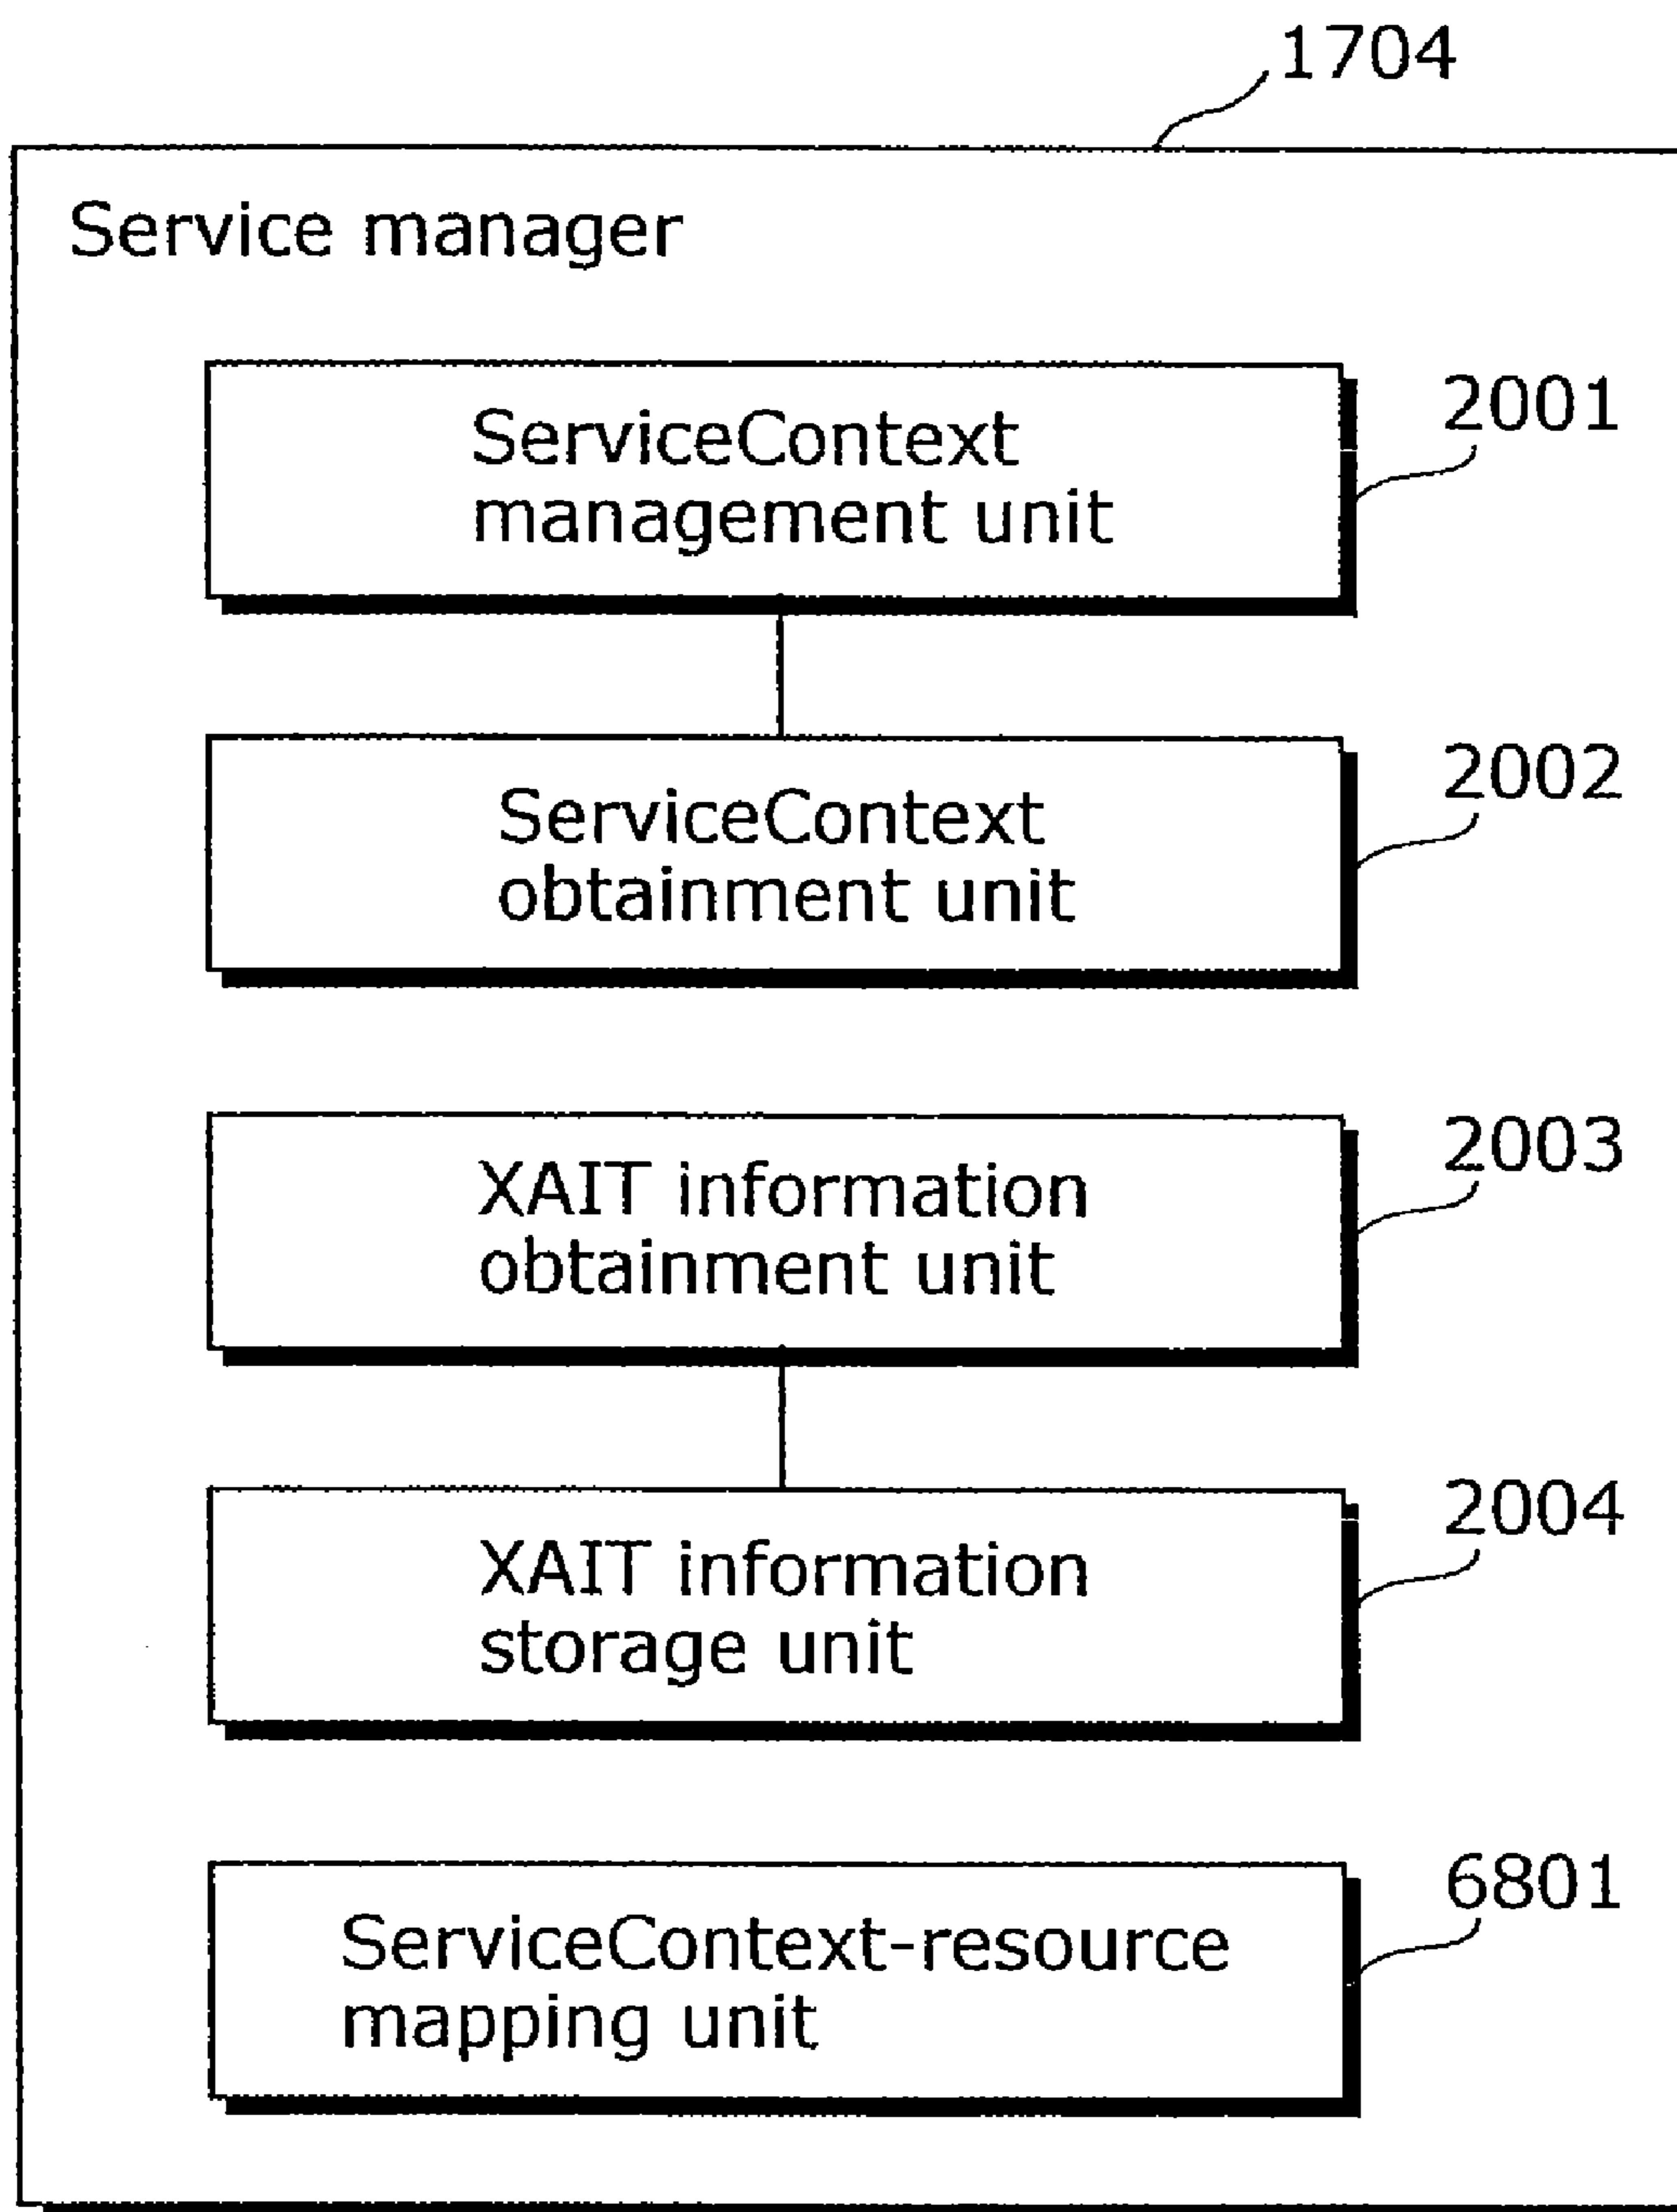 1704
Service manager
ServiceContext
management unit
2001
ServiceContext
obtainment unit
2002
XAIT information
obtainment unit
2003
XAIT information
storage unit
2004
ServiceContext-resource
mapping unit
6801